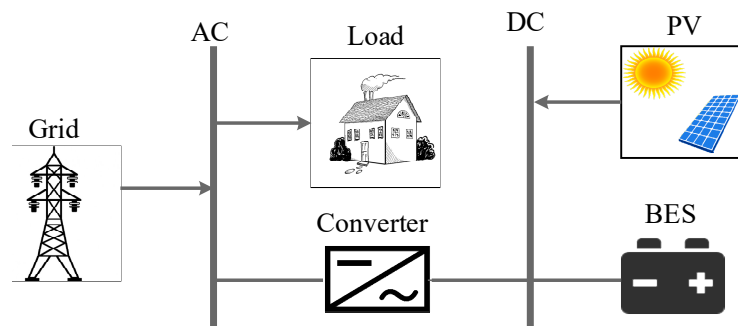 AC
Load
DC
PV
Grid
Converter
BES